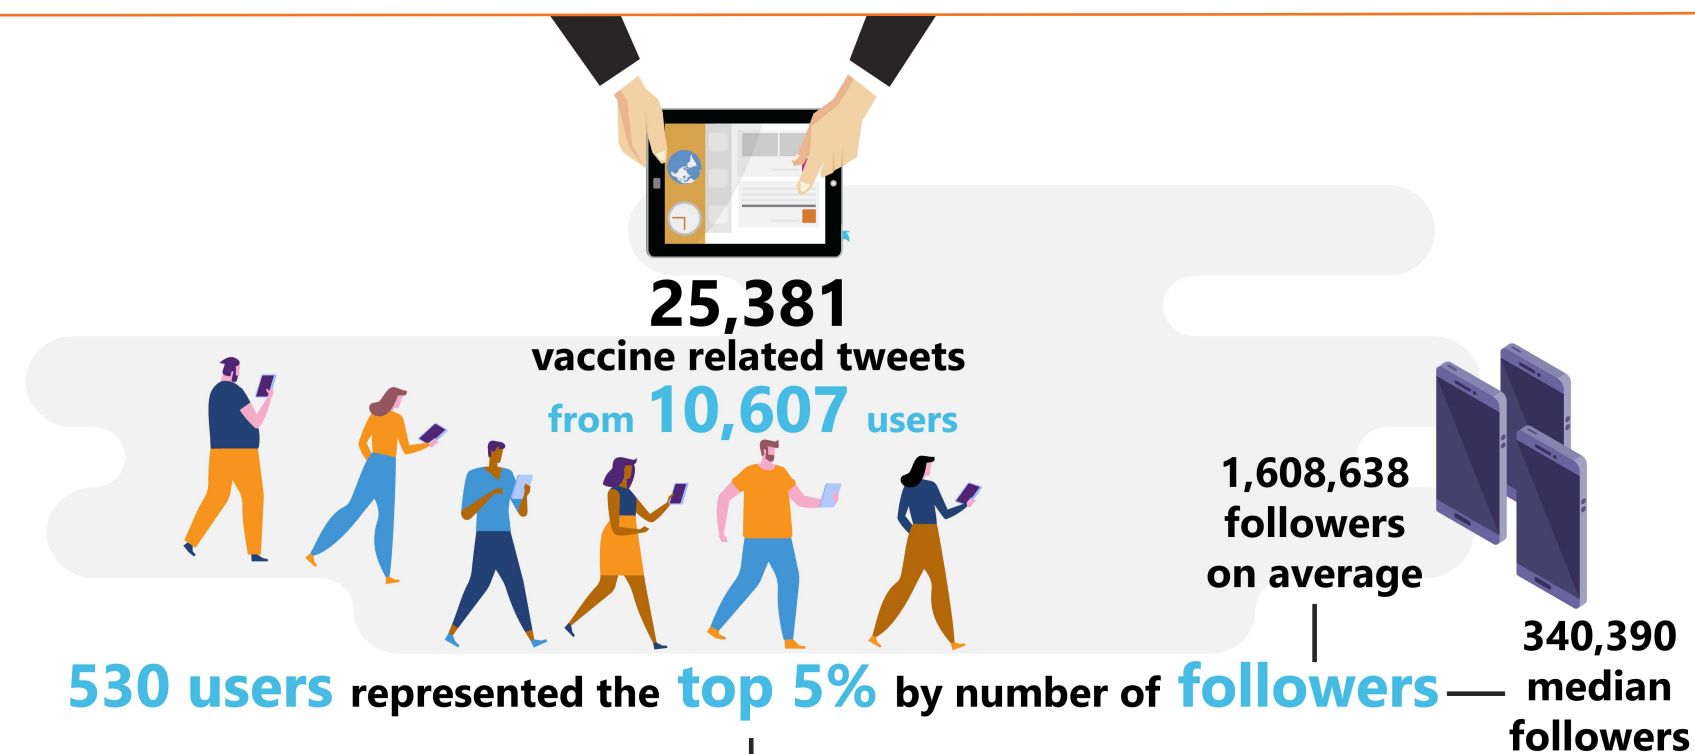 25,381
vaccine related tweets
from 10,607 users
1,608,638
followers
on average
530 users represented the top 5% by number of followers
340,390
median
followers